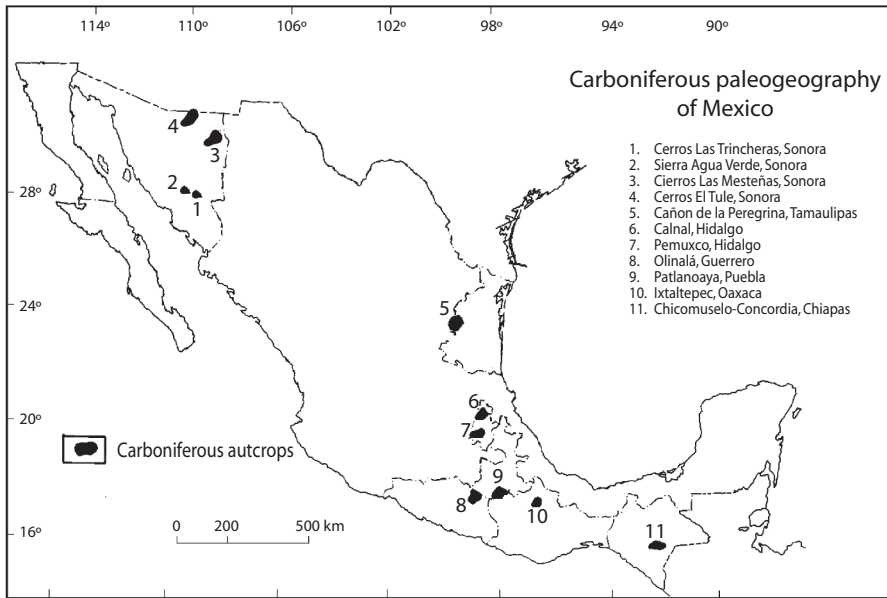 114º 110º 102º 106º 98º 94º 90º
Carboniferous paleogeography
of Mexico
1. Cerros Las Trincheras, Sonora
2. Sierra Agua Verde, Sonora
3. Cierros Las Mesteñas, Sonora
4. Cerros El Tule, Sonora
5. Cañon de la Peregrina, Tamaulipas
6. Calnal, Hidalgo
7. Pemuxco, Hidalgo
8. Olinalá, Guerrero
9. Patlanoaya, Puebla
10. Ixtaltepec, Oaxaca
11. Chicomuselo-Concordia, Chiapas
4
3
2
1
28º
24º
5
20º
6
7
Carboniferous autcrops
9
8
10
11
16º
0 200 500 km